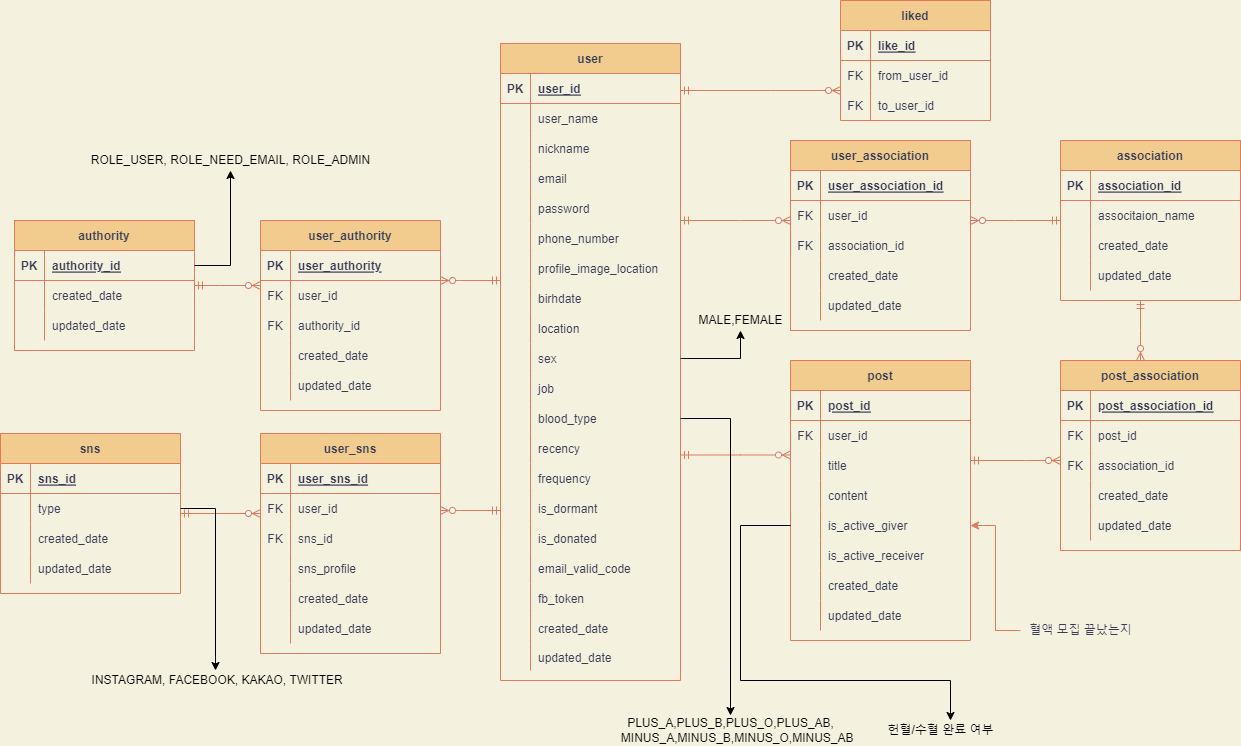 liked
PK like_id
FK from_user_id
FK to_user_id
user
PK user_id
user_name
nickname
email
password
phone_number
profile_image_location
birhdate
location
sex
job
blood_type
recency
frequency
is_dormant
is_donated
email_valid_code
fb_token
created_date
updated_date
user_association
PK user_association_id
FK user_id
FK association_id
created_date
updated_date
association
PK association_id
associtaion_name
created_date
updated_date
ROLE_USER, ROLE_NEED_EMAIL, ROLE_ADMIN
authority
PK authority_id
created_date
updated_date
user_authority
PK user_authority
FK user_id
FK authority_id
created_date
updated_date
MALE,FEMALE
post
PK post_id
FK user_id
title
content
is_active_giver
is_active_receiver
created_date
updated_date
post_association
PK post_association_id
FK post_id
FK association_id
created_date
updated_date
sns
PK sns_id
type
created_date
updated_date
user_sns
PK user_sns_id
FK user_id
FK sns_id
sns_profile
created_date
updated_date
혈액 모집 끝났는지
INSTAGRAM, FACEBOOK, KAKAO, TWITTER
PLUS_A,PLUS_B,PLUS_O,PLUS_AB,
MINUS_A,MINUS_B,MINUS_O,MINUS_AB
헌혈/수혈 완료 여부